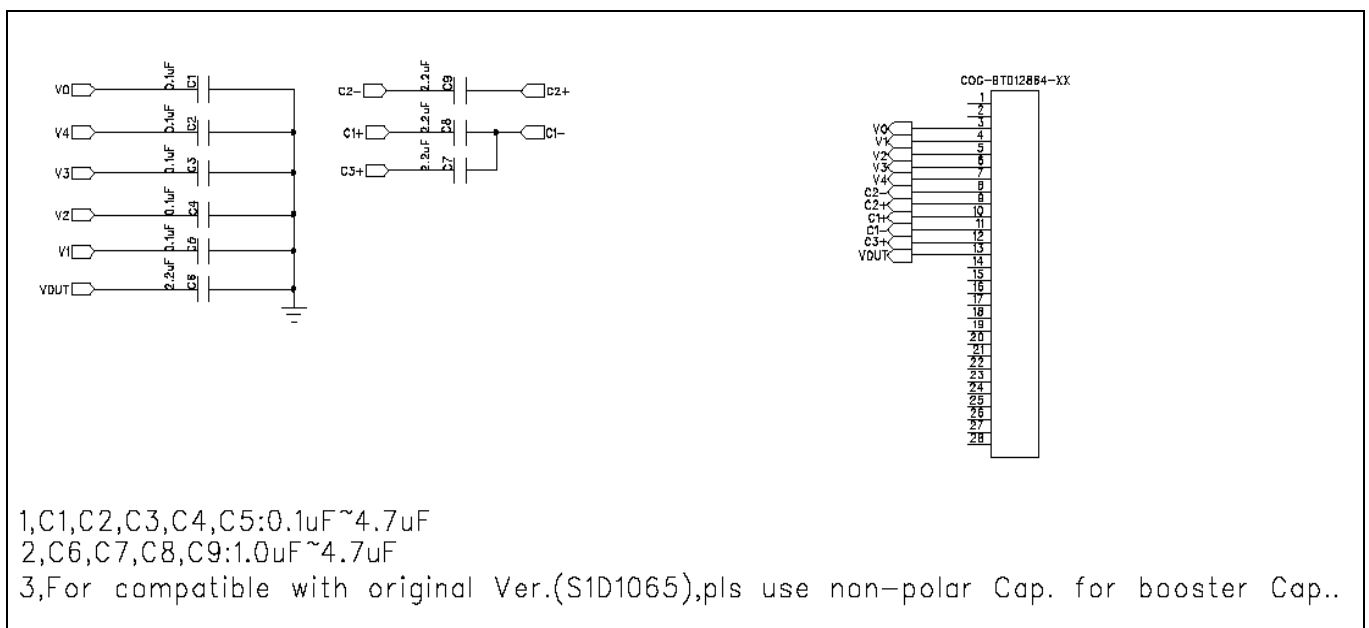 V0 0.1uF C1
V4 0.1uF C2
V3 0.1uF C3
V2 0.1uF C4
V1 0.1uF C5
VOUT 2.2uF C6
C2- 2.2uF C9 C2+
C1+ 2.2uF C8 C1-
C3+ 2.2uF C7
COG-BTD12864-XX
1
2
V0 3
V1 4
V2 5
V3 6
V4 7
C2- 8
C2+ 9
C1+ 10
C1- 11
C3+ 12
VOUT 13
14
15
16
17
18
19
20
21
22
23
24
25
26
27
28
1,C1,C2,C3,C4,C5:0.1uF~4.7uF
2,C6,C7,C8,C9:1.0uF~4.7uF
3,For compatible with original Ver.(S1D1065),pls use non-polar Cap. for booster Cap..